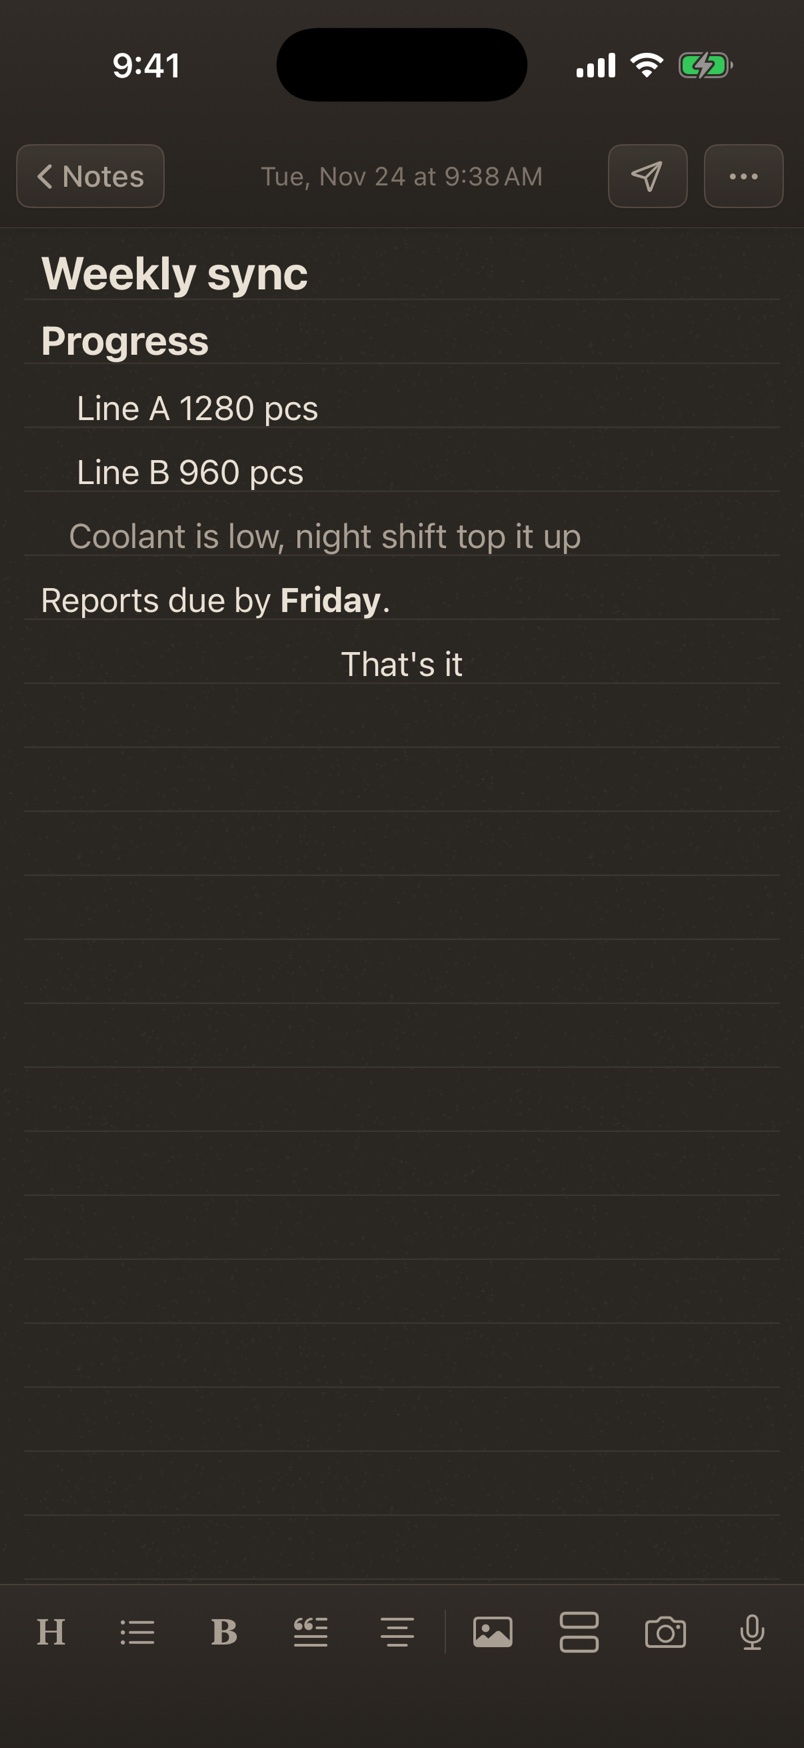 9:41
Notes
Tue, Nov 24 at 9:38 AM
Weekly sync
Progress
Line A 1280 pcs
Line B 960 pcs
Coolant is low, night shift top it up
Reports due by Friday.
That's it
H
B